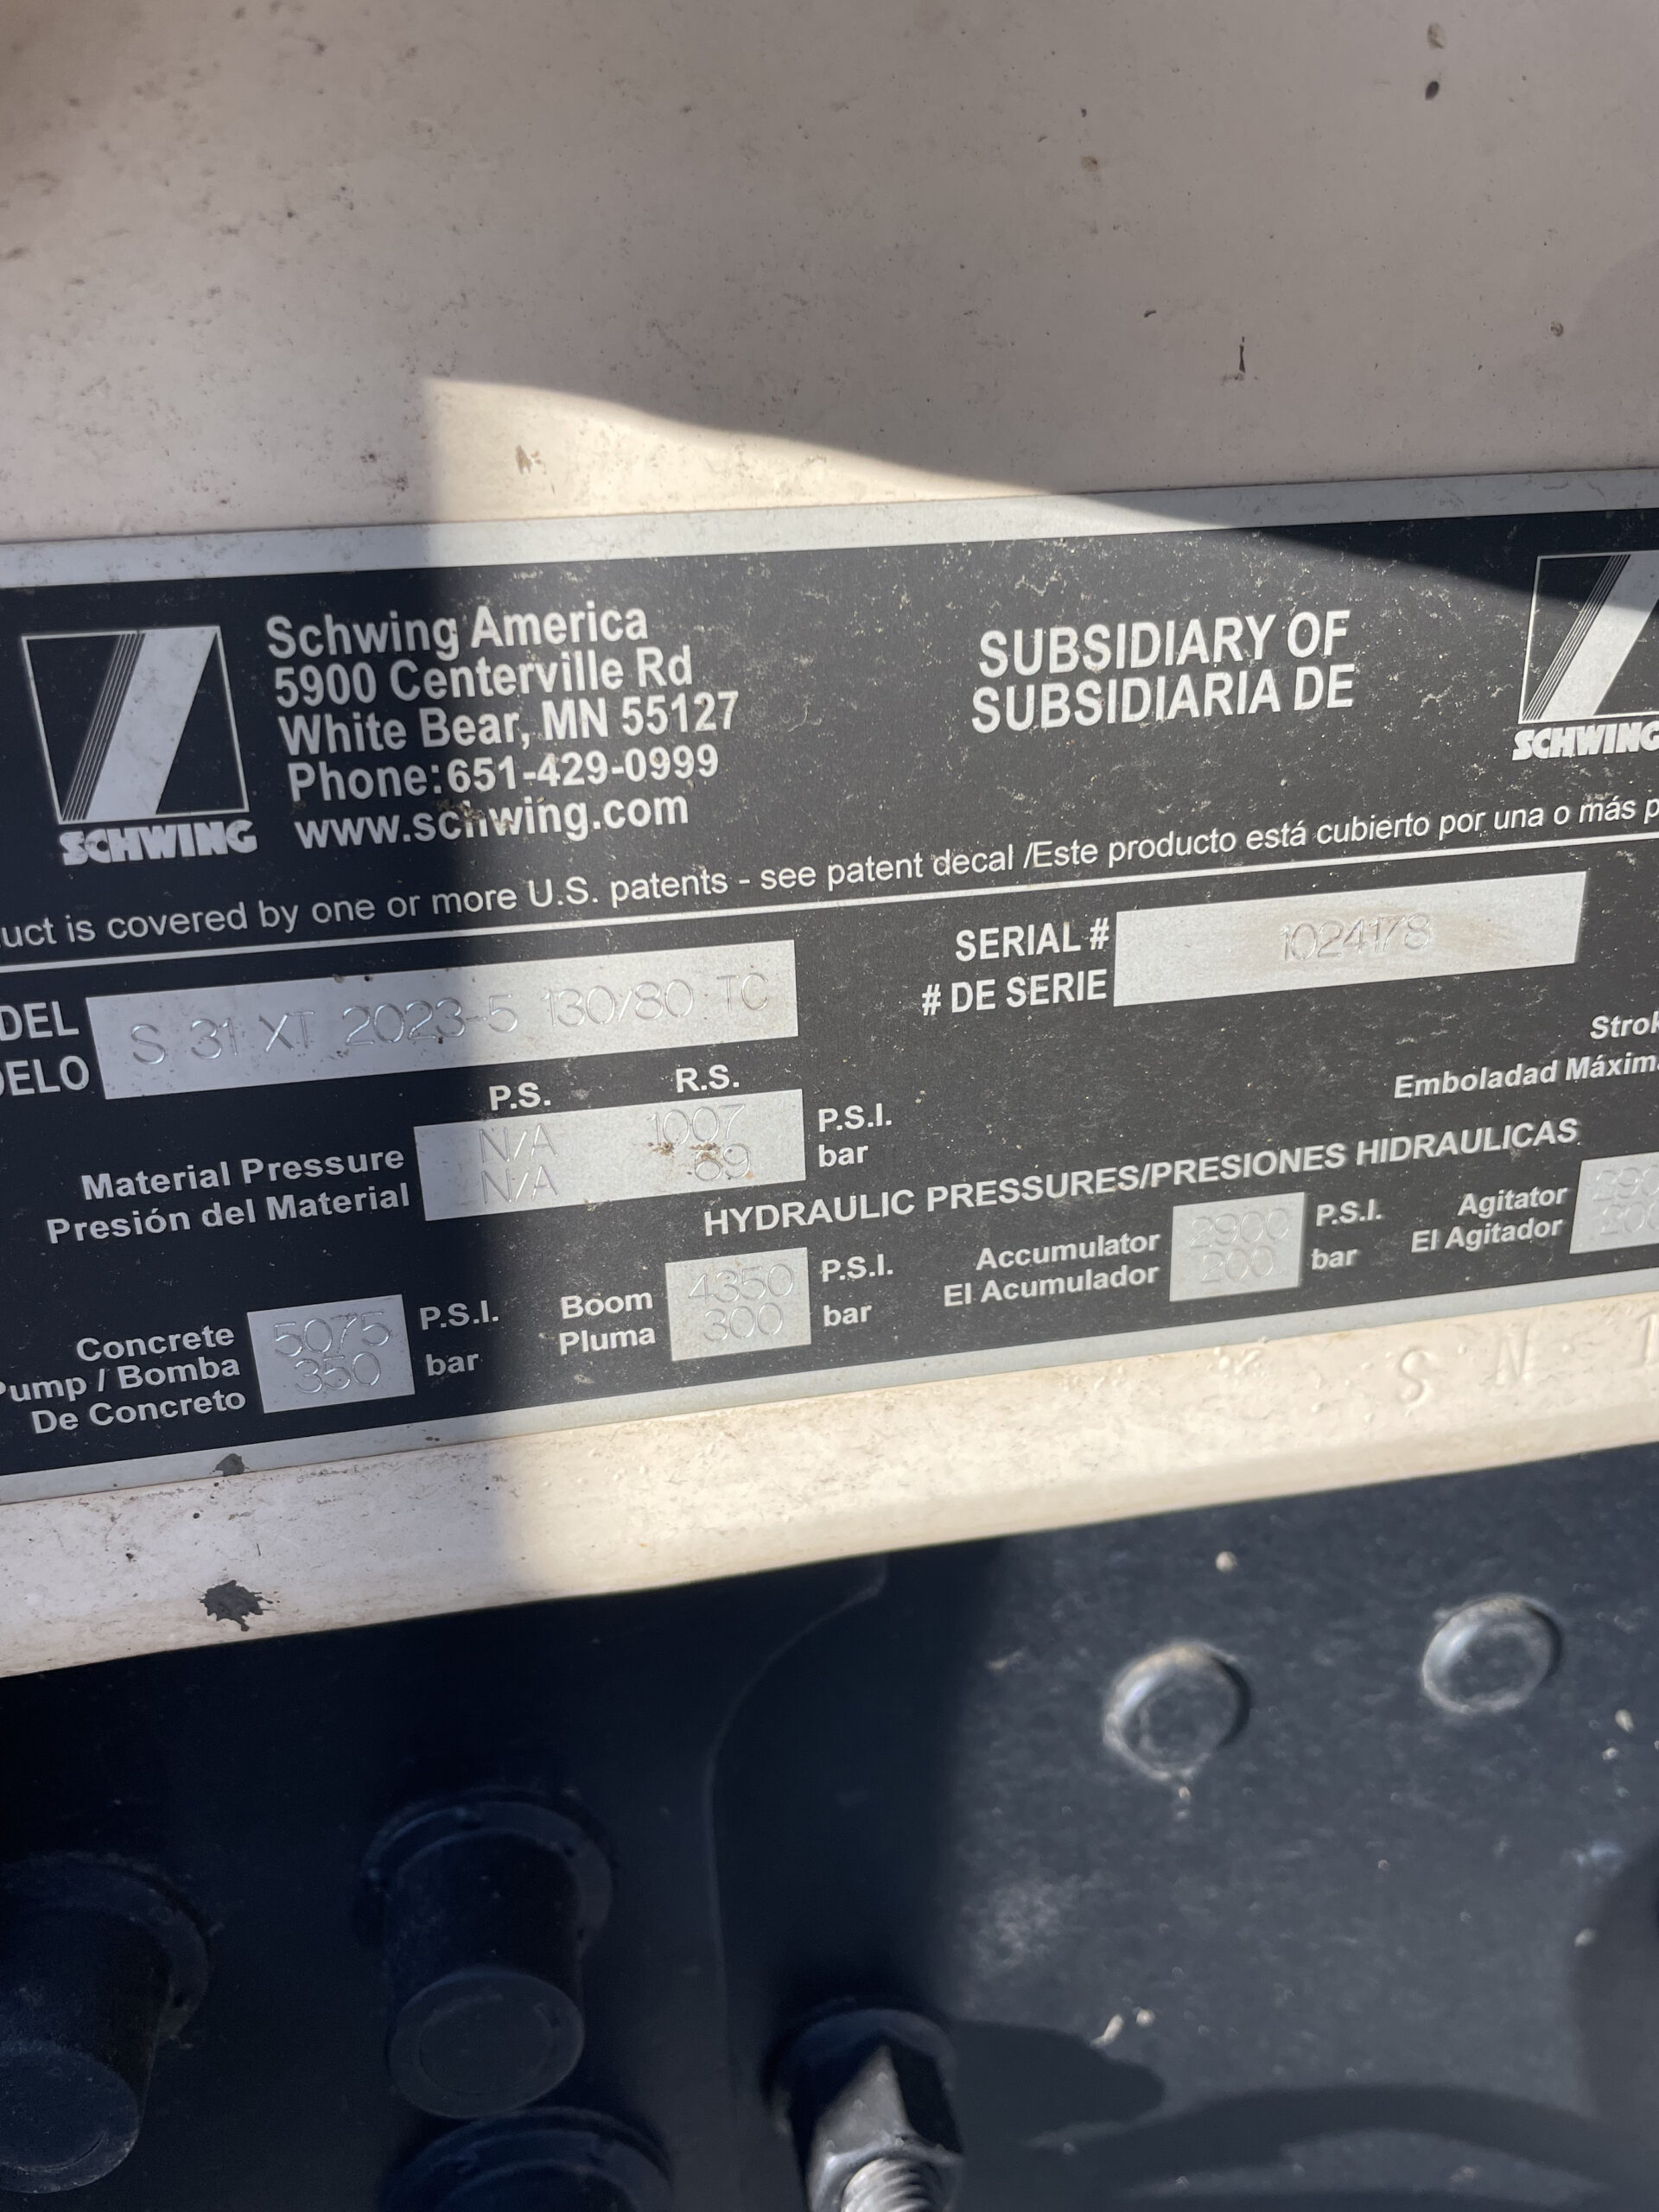 SCHWING
Schwing America
5900 Centerville Rd
White Bear, MN 55127
Phone:651-429-0999
www.schwing.com
SUBSIDIARY OF
SUBSIDIARIA DE
SCHWING
uct is covered by one or more U.S. patents - see patent decal /Este producto está cubierto por una o más p
DEL
DELO
S 31 XT 2023-5 130/80 TC
SERIAL #
# DE SERIE
1024178
Strok
Emboladad Máxima
P.S. R.S.
Material Pressure
Presión del Material
N/A 1007 P.S.I.
N/A 69 bar
HYDRAULIC PRESSURES/PRESIONES HIDRAULICAS
Concrete
Pump / Bomba
De Concreto
5075 P.S.I.
350 bar
Boom
Pluma
4350 P.S.I.
300 bar
Accumulator
El Acumulador
2900 P.S.I.
200 bar
Agitator
El Agitador
290
200
S N